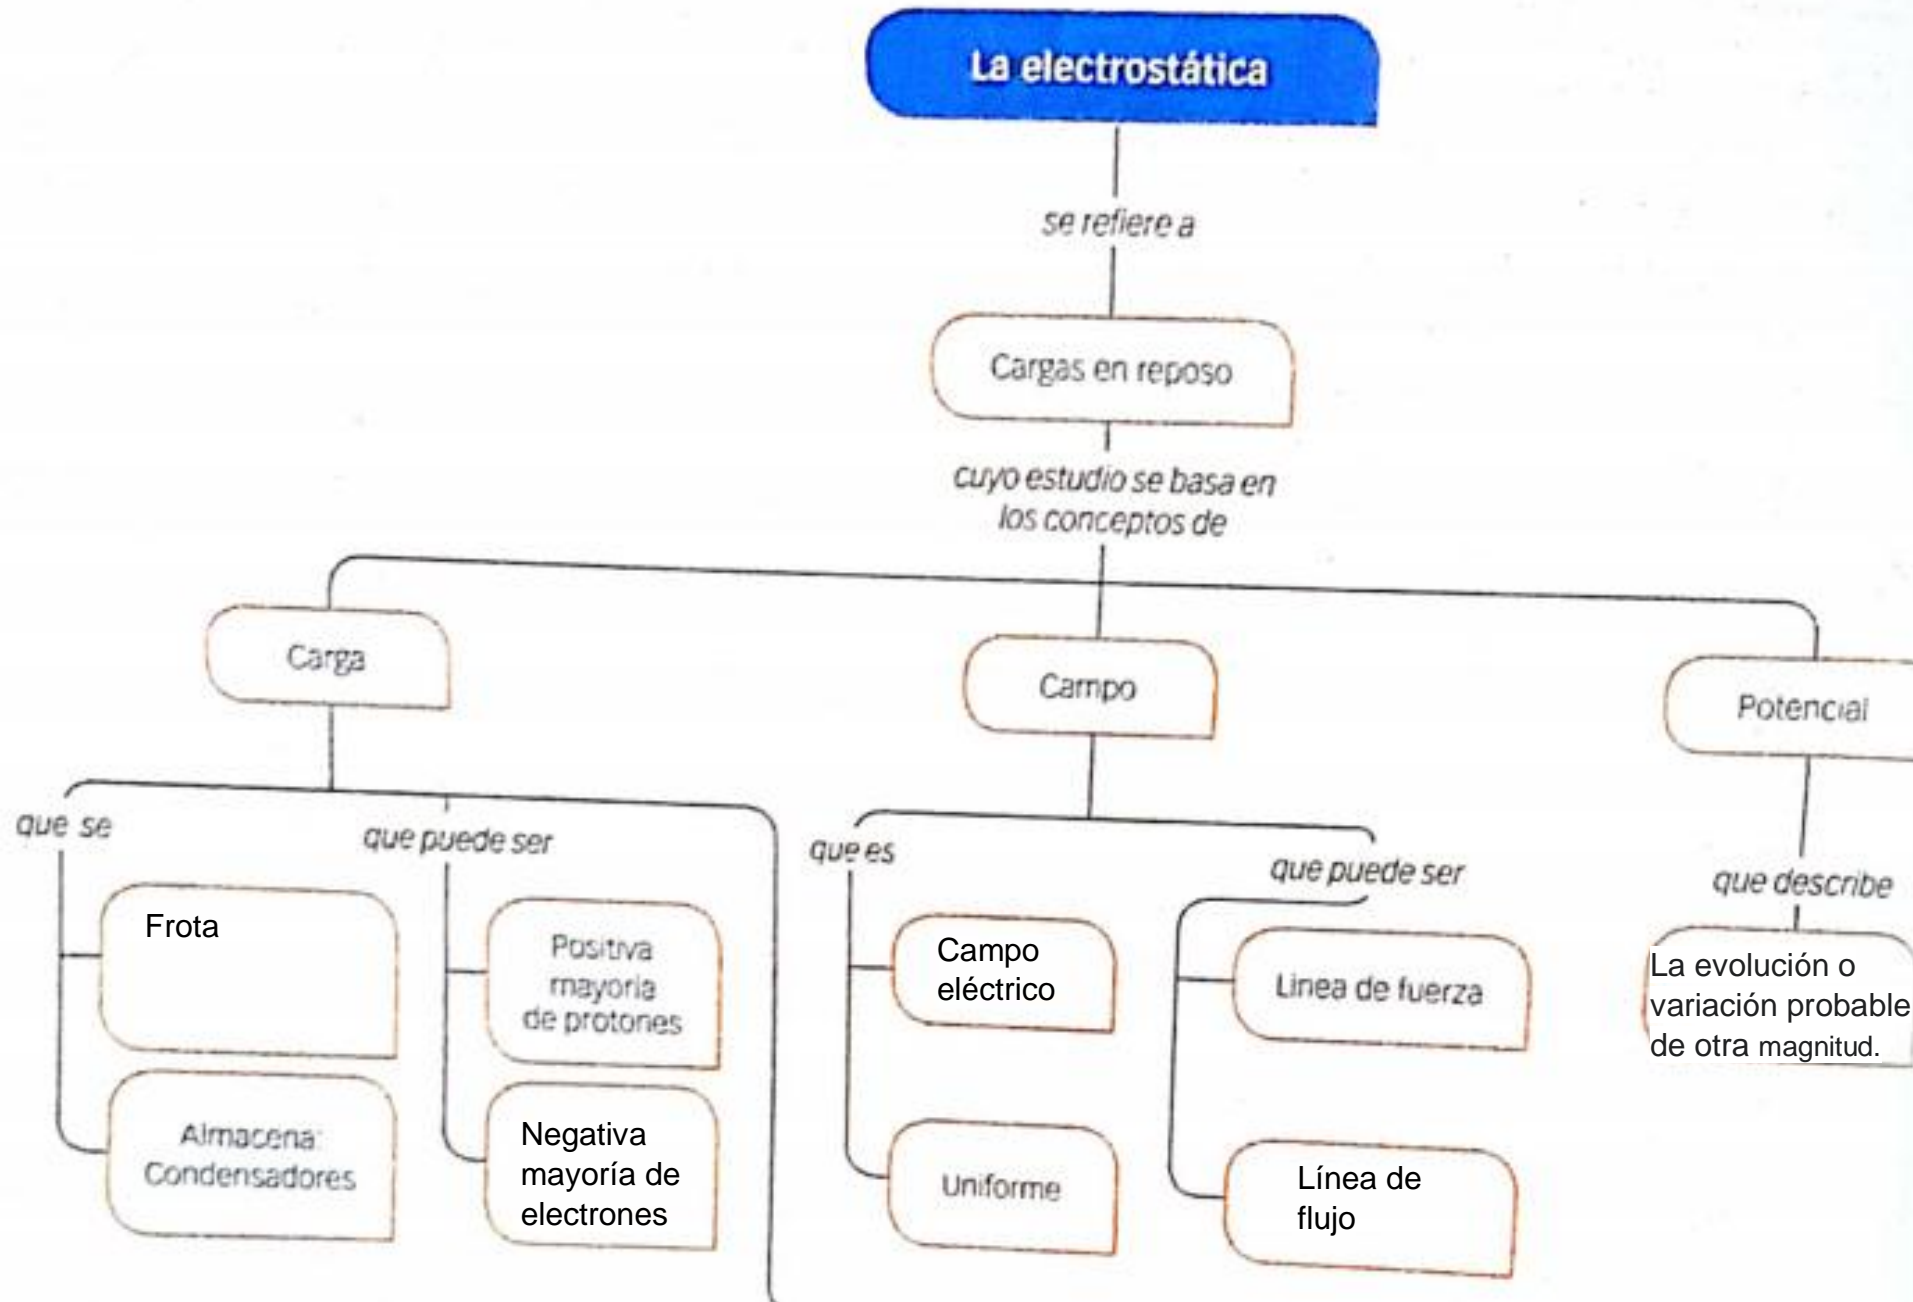 La electrostática
se refiere a
Cargas en reposo
cuyo estudio se basa en
los conceptos de
Carga
Campo
Potencial
que se
que puede ser
que es
que puede ser
que describe
Frota
Positiva
mayoría
de protones
Campo
eléctrico
Linea de fuerza
La evolución o
variación probable
de otra magnitud.
Almacena:
Condensadores
Negativa
mayoría de
electrones
Uniforme
Línea de
flujo